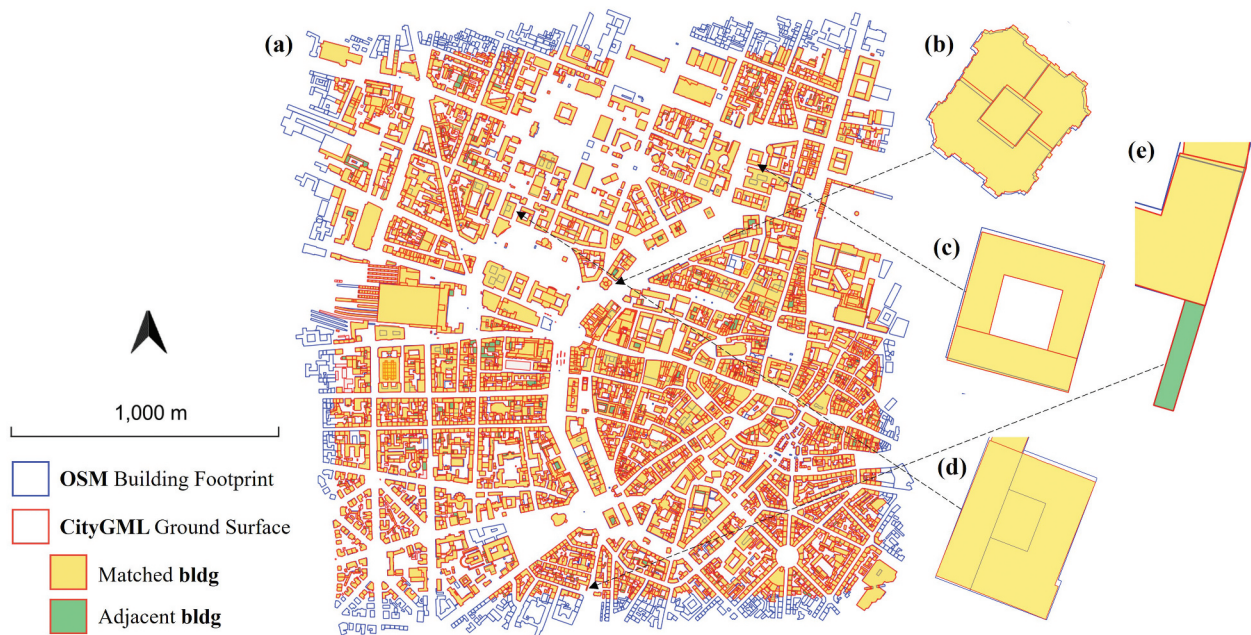 (a)
(b)
(c)
(d)
(e)
1,000 m
OSM Building Footprint
CityGML Ground Surface
Matched bldg
Adjacent bldg